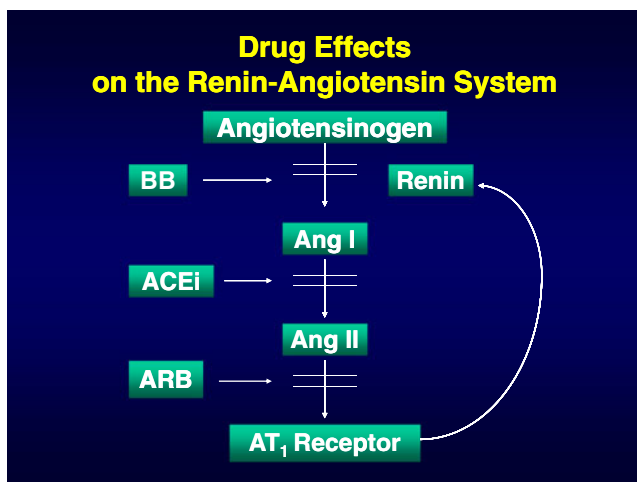 Drug Effects
on the Renin-Angiotensin System
Angiotensinogen
BB
Renin
Ang I
ACEi
Ang II
ARB
AT₁ Receptor